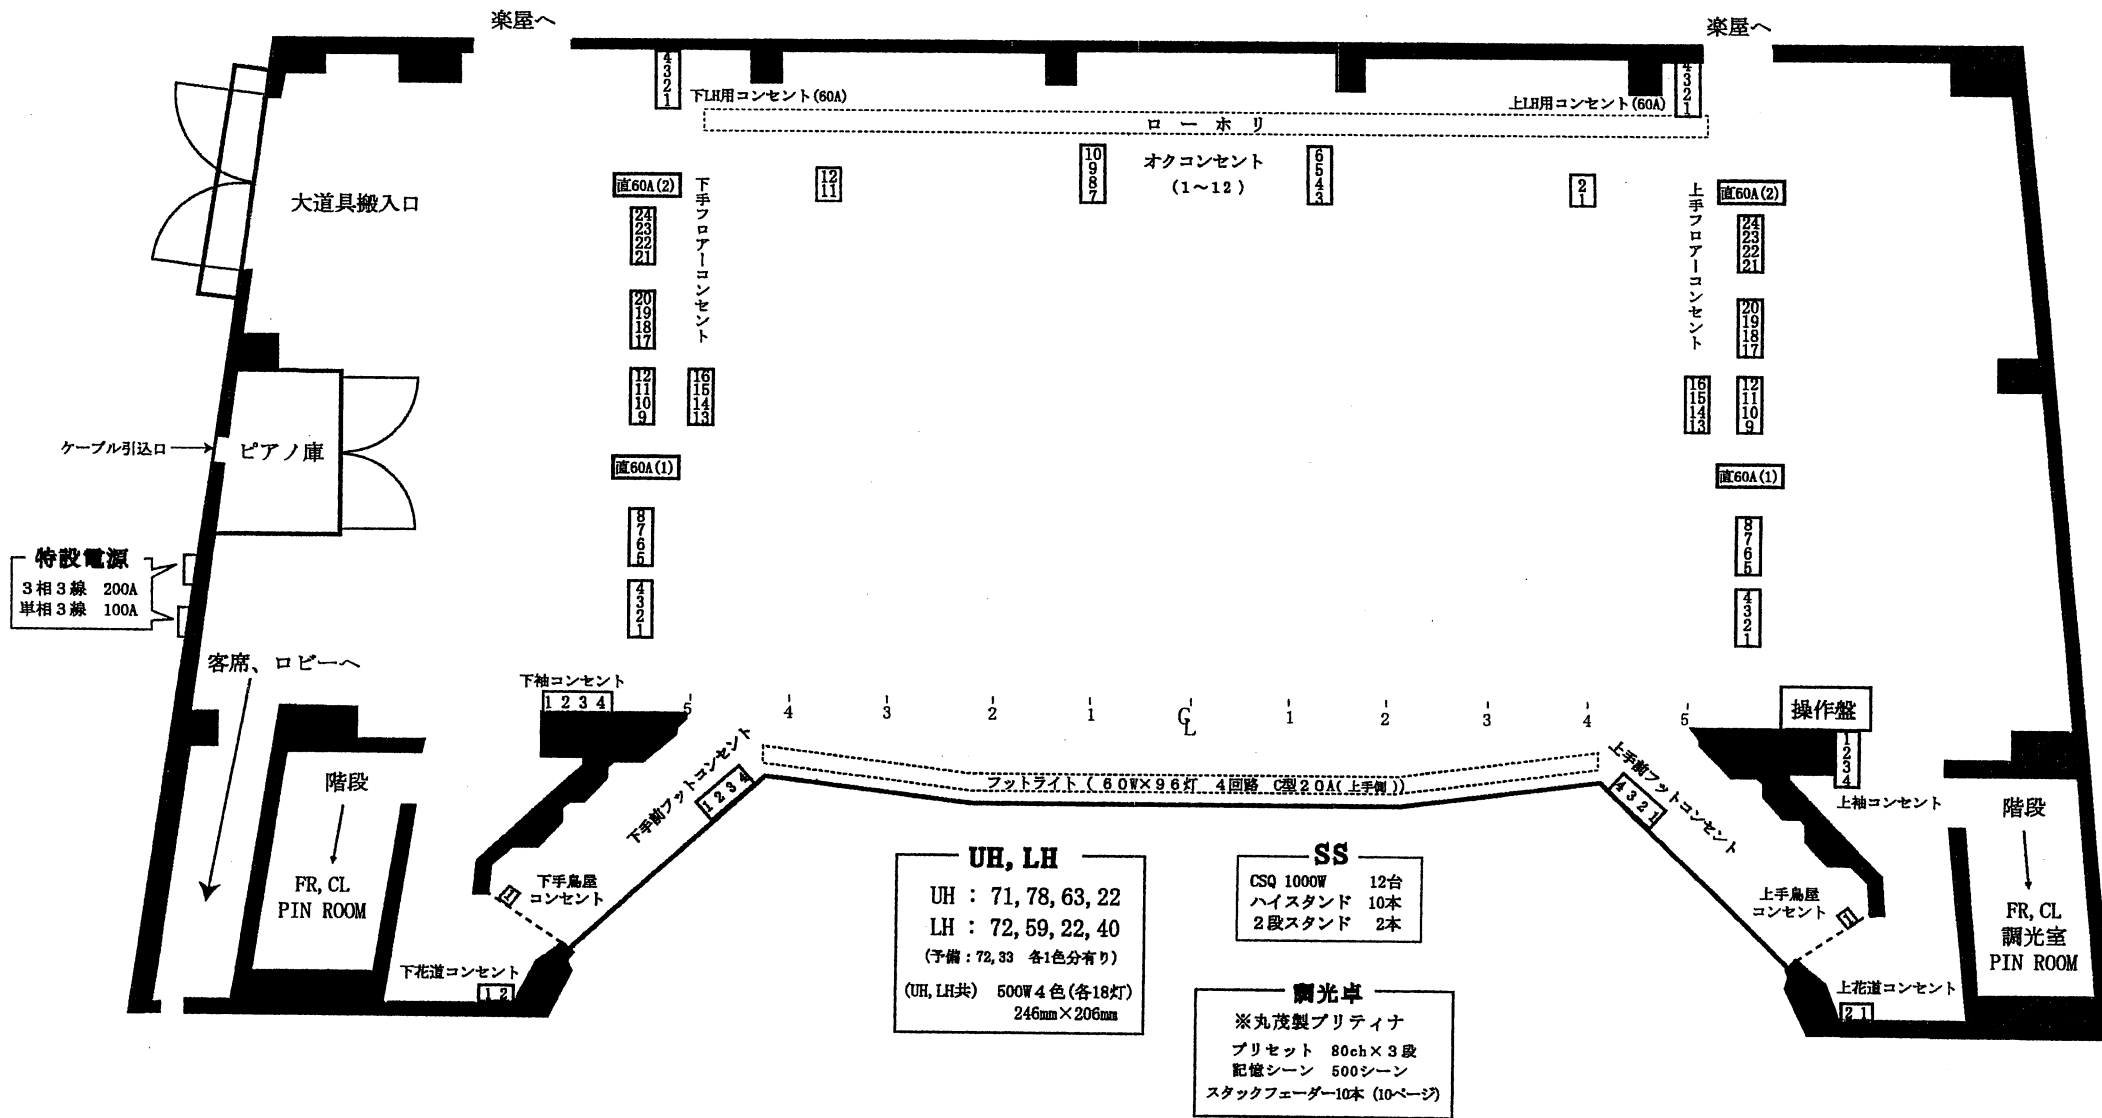 楽屋へ
楽屋へ
4
3
2
1
下LH用コンセント(60A)
上LH用コンセント(60A)
4
3
2
1
ローホリ
オクコンセント
(1～12)
12
11
10
9
8
7
6
5
4
3
2
1
大道具搬入口
直60A(2)
下手フロアーコンセント
24
23
22
21
20
19
18
17
12
11
10
9
16
15
14
13
直60A(1)
8
7
6
5
4
3
2
1
上手フロアーコンセント
直60A(2)
24
23
22
21
20
19
18
17
16
15
14
13
12
11
10
9
直60A(1)
8
7
6
5
4
3
2
1
ケーブル引込口
ピアノ庫
特設電源
3相3線 200A
単相3線 100A
客席、ロビーへ
下袖コンセント
1 2 3 4
5 4 3 2 1 CL 1 2 3 4 5
操作盤
1
2
3
4
上袖コンセント
階段
FR,CL
PIN ROOM
下手前フットコンセント
1 2 3 4
フットライト(60W×96灯 4回路 C型20A(上手側))
上手前フットコンセント
4 3 2 1
階段
FR,CL
調光室
PIN ROOM
下手鳥屋
コンセント
1
上手鳥屋
コンセント
1
下花道コンセント
1 2
上花道コンセント
2 1
UH,LH
UH : 71,78,63,22
LH : 72,59,22,40
(予備:72,33 各1色分有り)
(UH,LH共) 500W4色(各18灯)
246mm×206mm
SS
CSQ 1000W 12台
ハイスタンド 10本
2段スタンド 2本
調光卓
※丸茂製プリティナ
プリセット 80ch×3段
記憶シーン 500シーン
スタックフェーダー10本(10ページ)